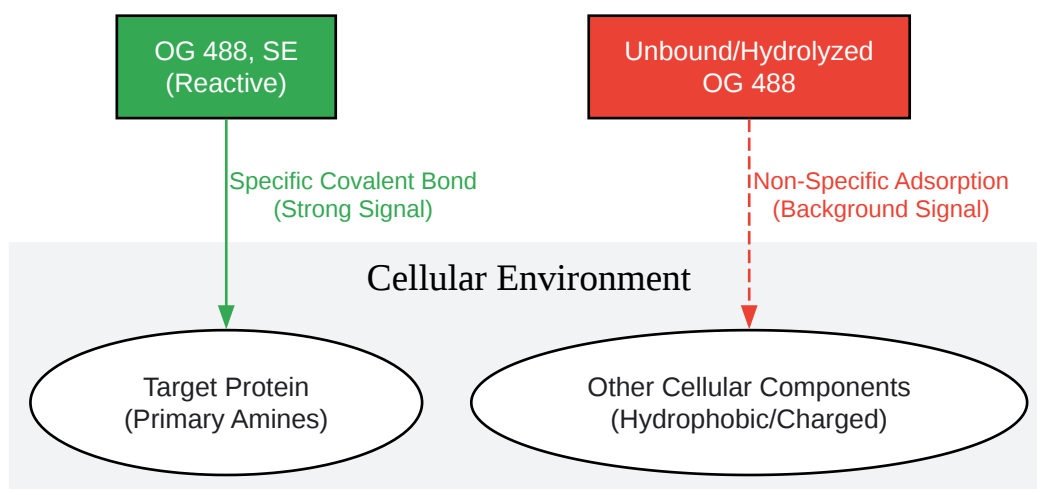 OG 488, SE
(Reactive)
Unbound/Hydrolyzed
OG 488
Specific Covalent Bond
(Strong Signal)
Non-Specific Adsorption
(Background Signal)
Cellular Environment
Target Protein
(Primary Amines)
Other Cellular Components
(Hydrophobic/Charged)